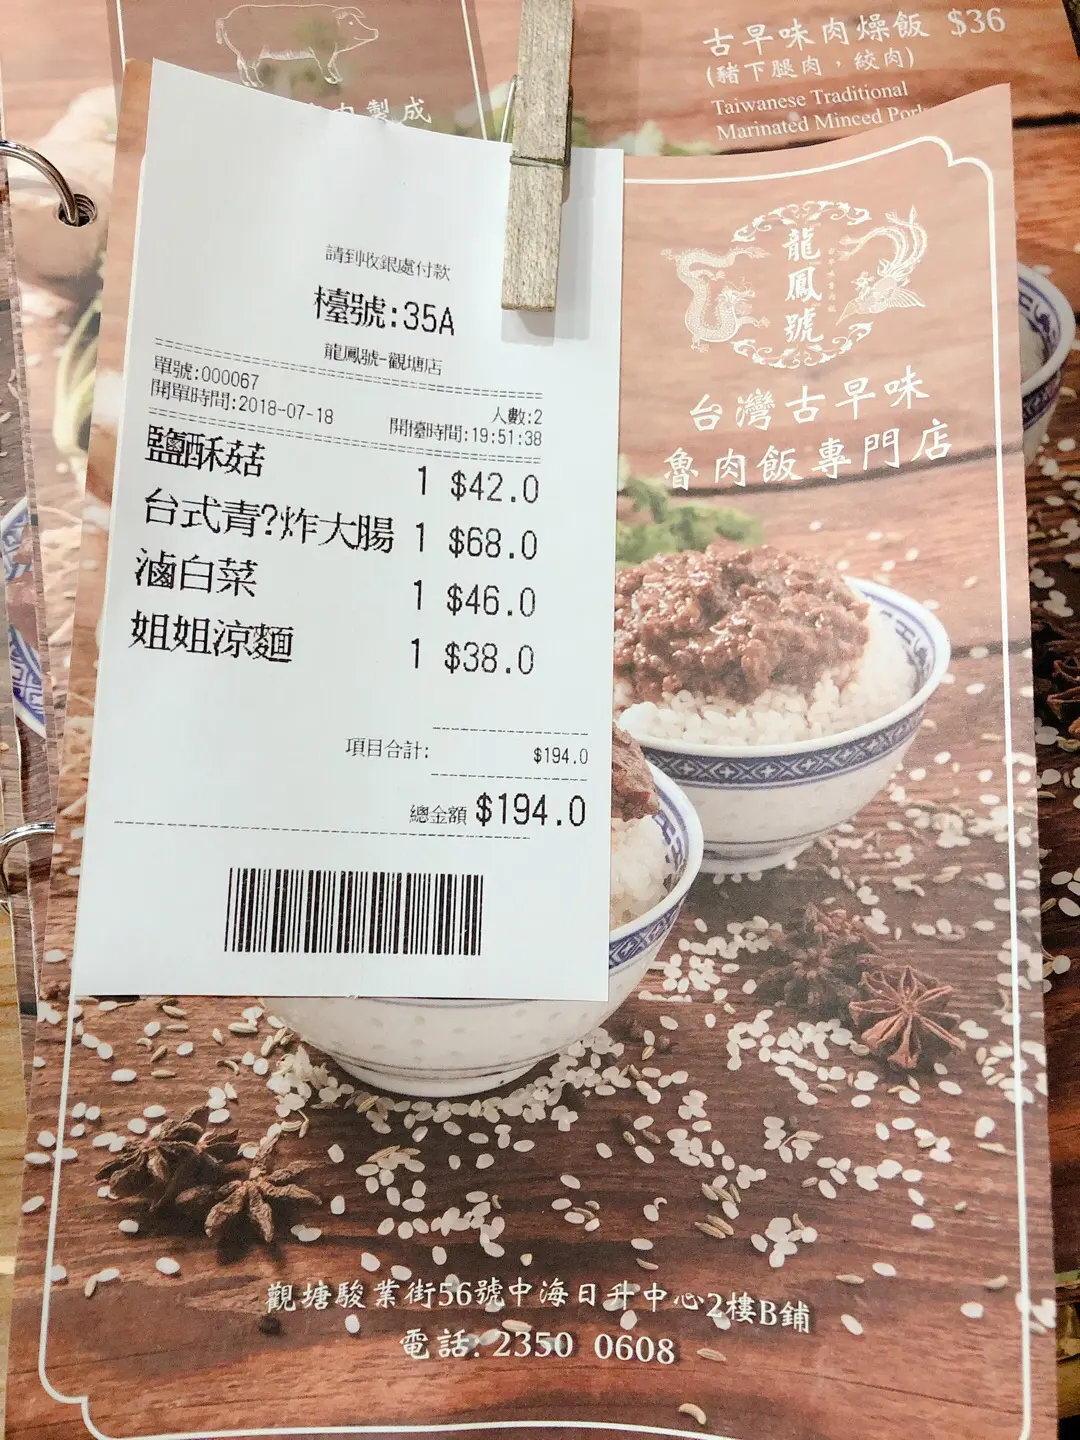 古早味肉燥飯 $36
(豬下腿肉，絞肉)
Taiwanese Traditional
Marinated Minced Pork
肉製成
請到收銀處付款
檯號:35A
龍鳳號-觀塘店
單號:000067
人數:2
開單時間:2018-07-18
開檯時間:19:51:38
鹽酥菇 1 $42.0
台式青?炸大腸 1 $68.0
滷白菜 1 $46.0
姐姐涼麵 1 $38.0
項目合計: $194.0
總金額 $194.0
龍鳳號
台灣古早味
魯肉飯專門店
觀塘駿業街56號中海日升中心2樓B鋪
電話: 2350 0608